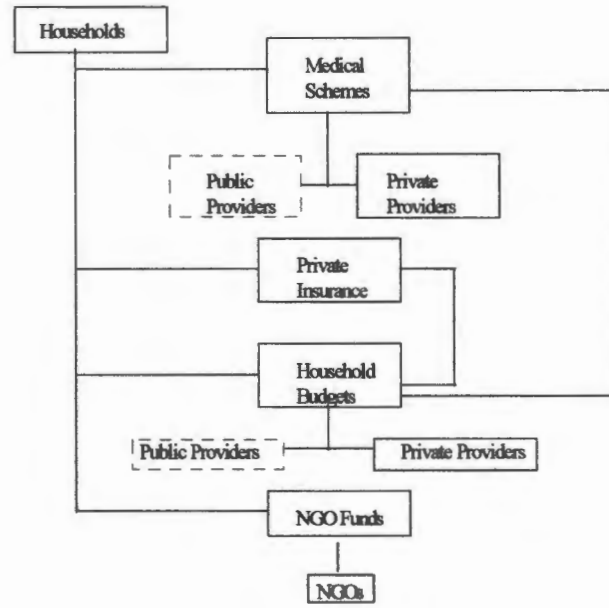 Households
Medical
Schemes
Public
Providers
Private
Providers
Private
Insurance
Household
Budgets
Public Providers
Private Providers
NGO Funds
NGOs